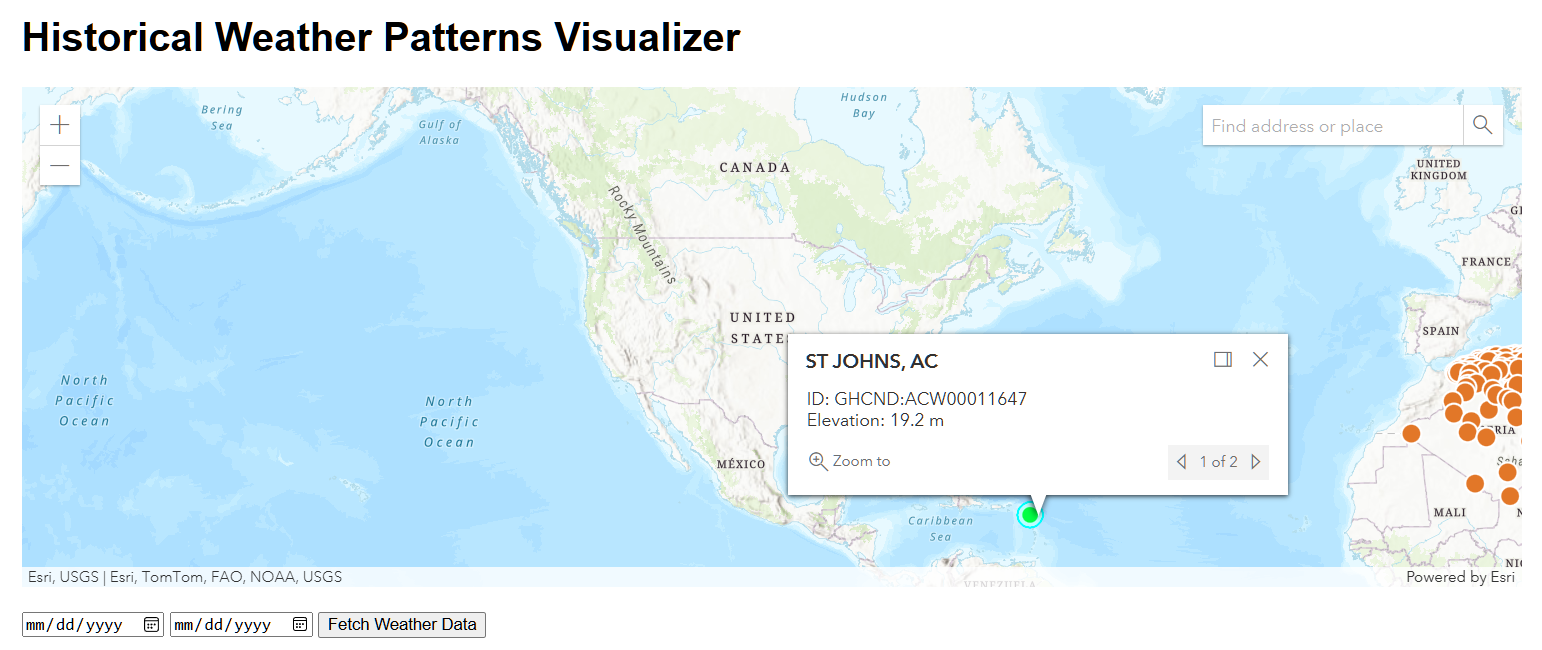 Historical Weather Patterns Visualizer
Bering
Sea
Gulf of
Alaska
Hudson
Bay
Find address or place
CANADA
UNITED
KINGDOM
Rocky Mountains
FRANCE
UNITED
STATES
SPAIN
ST JOHNS, AC
ID: GHCND:ACW00011647
Elevation: 19.2 m
Zoom to
1 of 2
North
Pacific
Ocean
North
Pacific
Ocean
MÉXICO
MALI
Caribbean
Sea
VENEZUELA
Esri, USGS | Esri, TomTom, FAO, NOAA, USGS
Powered by Esri
mm/dd/yyyy
mm/dd/yyyy
Fetch Weather Data